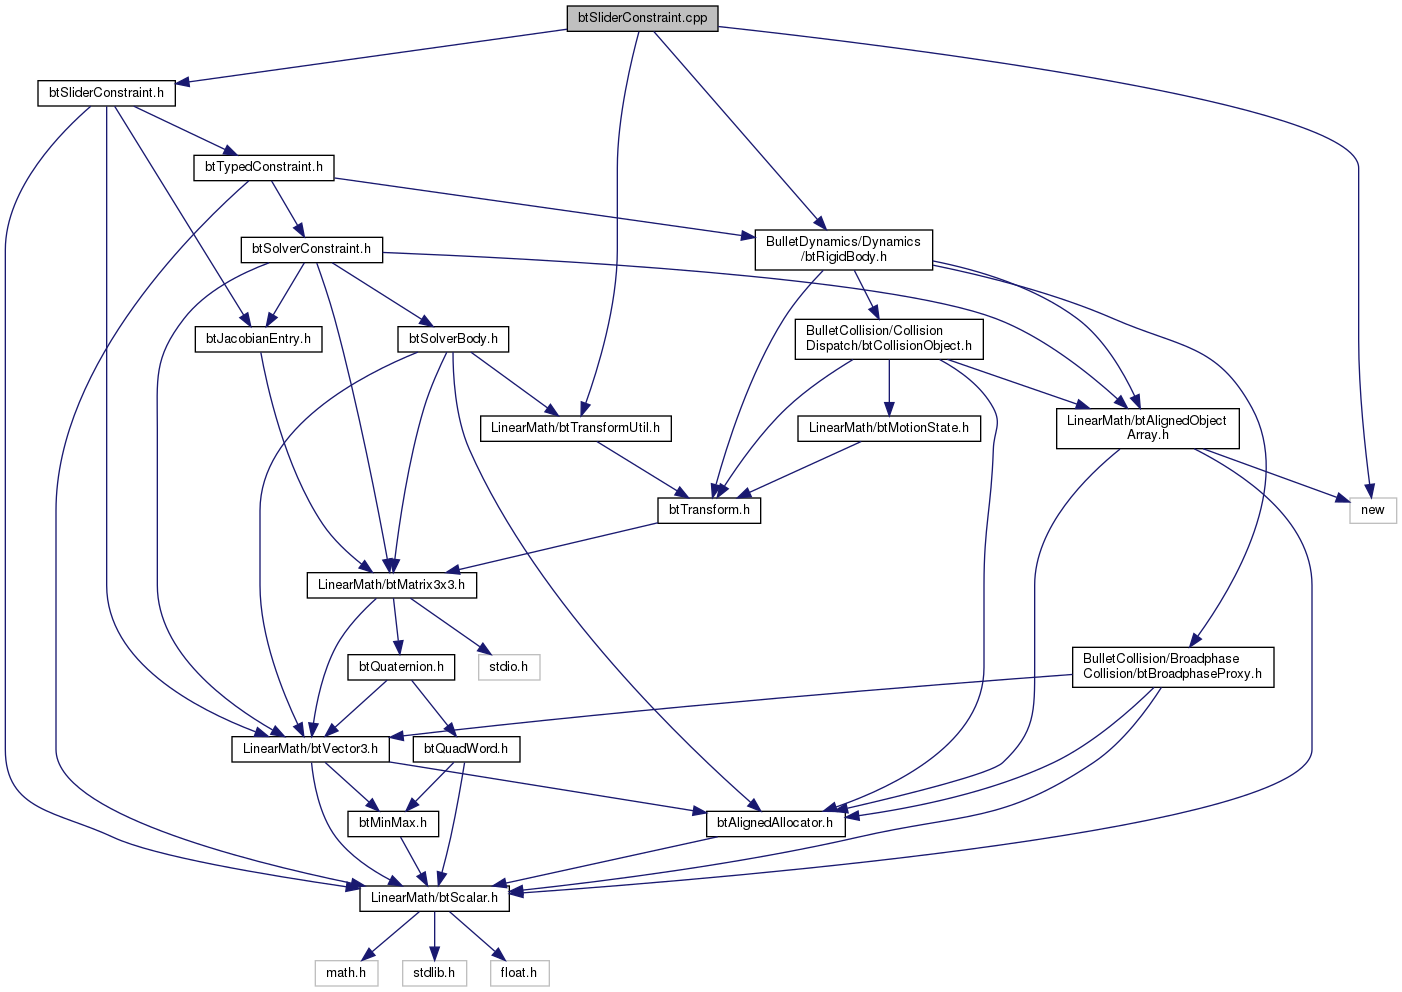 btSliderConstraint.cpp
btSliderConstraint.h
btTypedConstraint.h
btSolverConstraint.h
BulletDynamics/Dynamics
/btRigidBody.h
btJacobianEntry.h
btSolverBody.h
BulletCollision/Collision
Dispatch/btCollisionObject.h
LinearMath/btTransformUtil.h
LinearMath/btMotionState.h
LinearMath/btAlignedObject
Array.h
btTransform.h
new
LinearMath/btMatrix3x3.h
btQuaternion.h
stdio.h
BulletCollision/Broadphase
Collision/btBroadphaseProxy.h
LinearMath/btVector3.h
btQuadWord.h
btMinMax.h
btAlignedAllocator.h
LinearMath/btScalar.h
math.h
stdlib.h
float.h